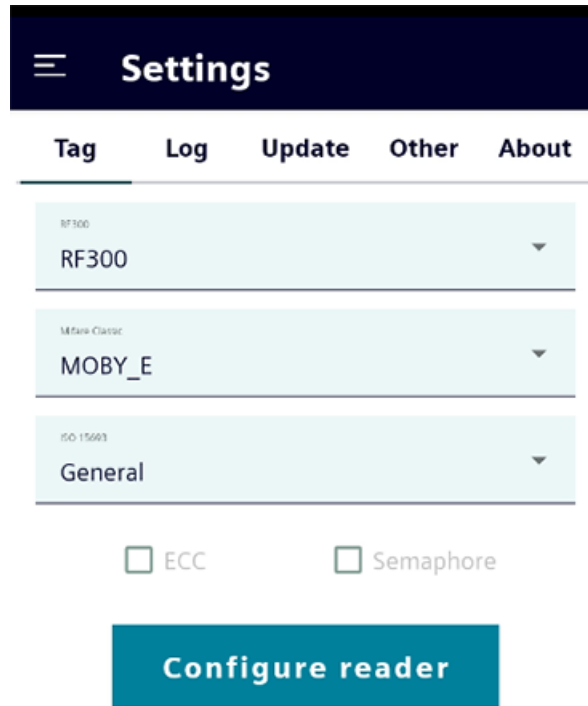 Settings
Tag Log Update Other About
RF300
RF300
Mifare Classic
MOBY_E
ISO 15693
General
ECC Semaphore
Configure reader